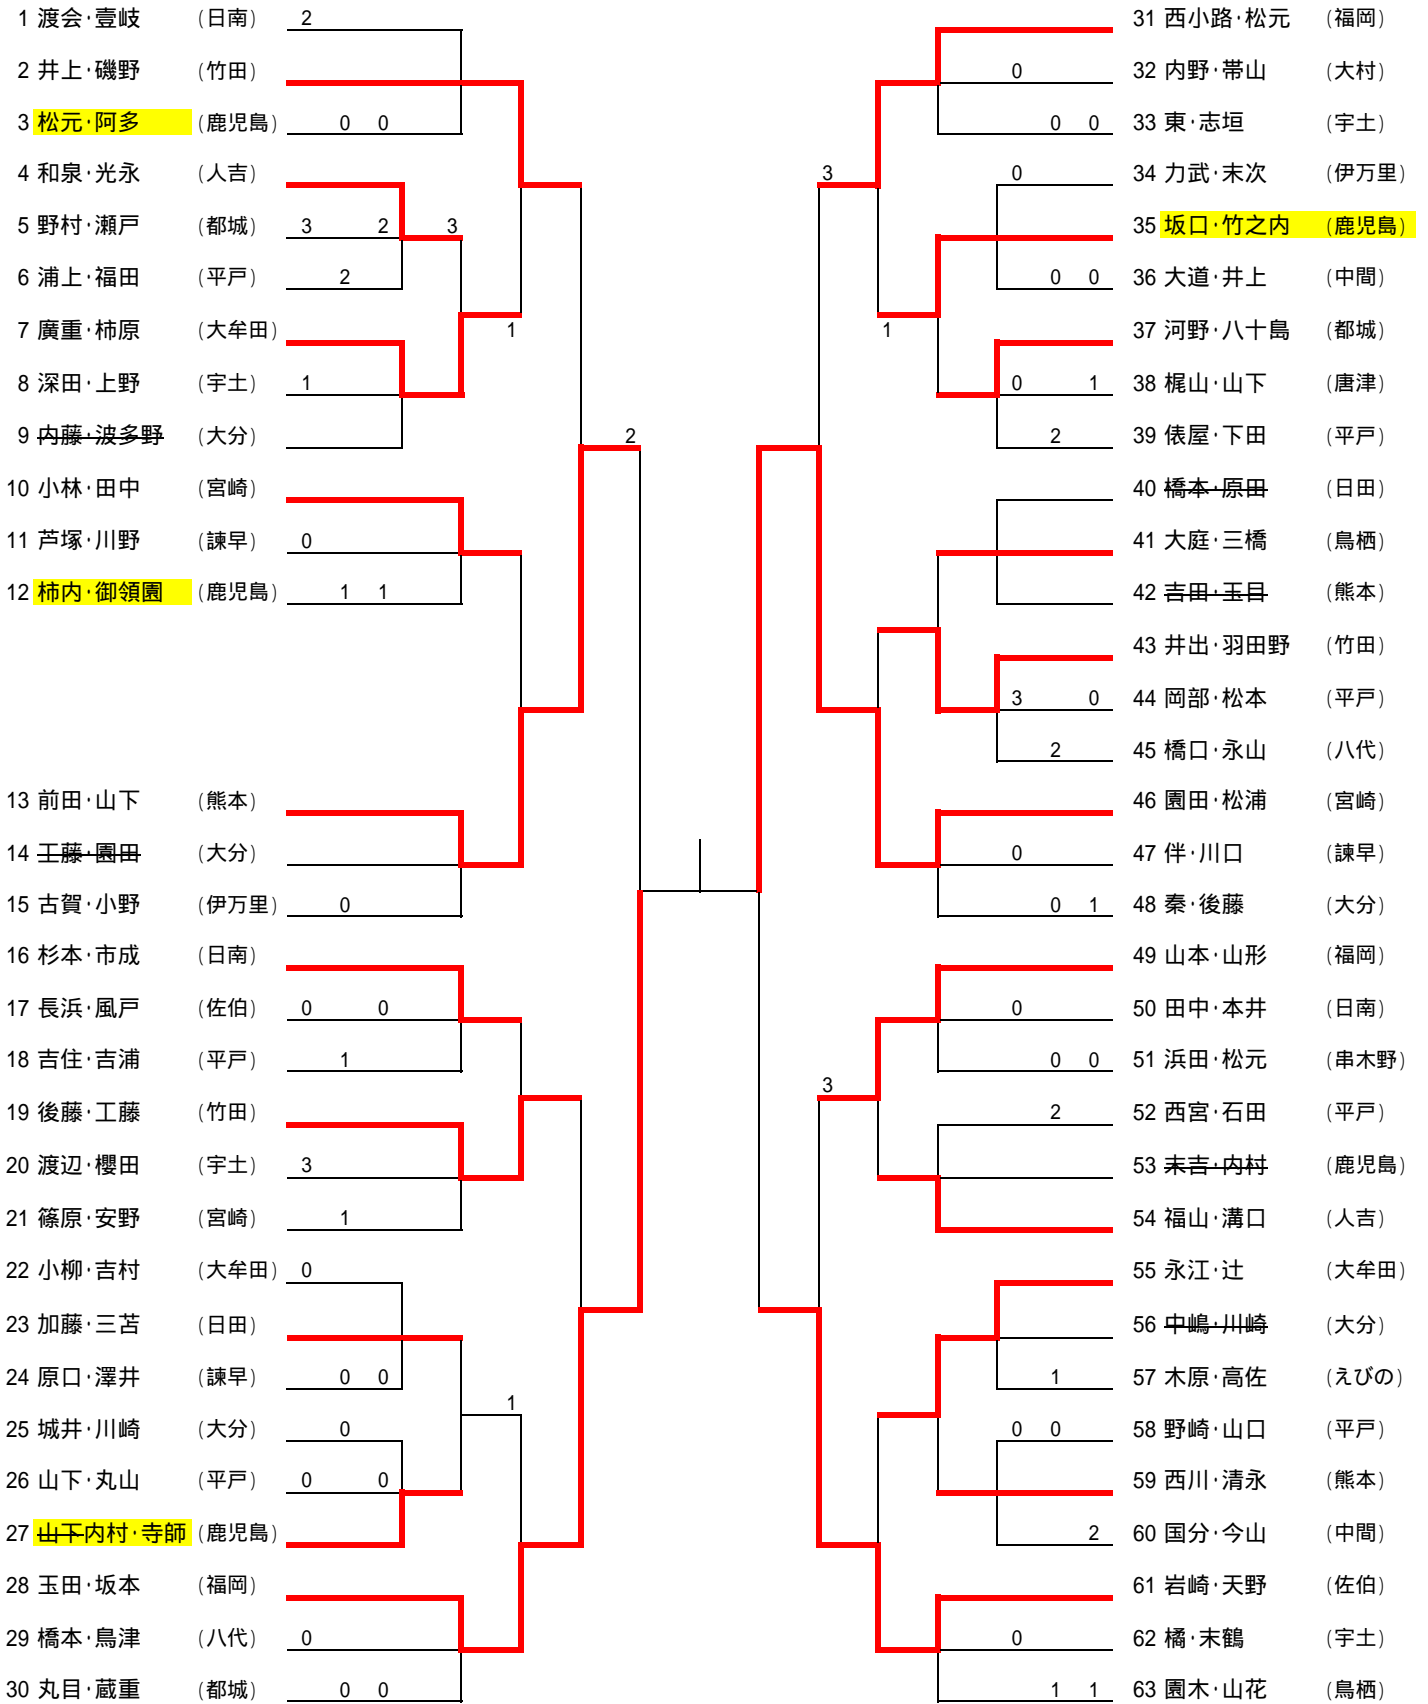 1 渡会･壹岐 (日南) 2
2 井上･磯野 (竹田)
3 松元･阿多 (鹿児島) 0 0
4 和泉･光永 (人吉)
5 野村･瀬戸 (都城) 3 2 3
6 浦上･福田 (平戸) 2
7 廣重･柿原 (大牟田) 1
8 深田･上野 (宇土) 1
9 内藤･波多野 (大分)
2
10 小林･田中 (宮崎)
11 芦塚･川野 (諫早) 0
12 柿内･御領園 (鹿児島) 1 1
13 前田･山下 (熊本)
14 工藤･園田 (大分)
15 古賀･小野 (伊万里) 0
16 杉本･市成 (日南)
17 長浜･風戸 (佐伯) 0 0
18 吉住･吉浦 (平戸) 1
19 後藤･工藤 (竹田)
20 渡辺･櫻田 (宇土) 3
21 篠原･安野 (宮崎) 1
22 小柳･吉村 (大牟田) 0
23 加藤･三苫 (日田)
24 原口･澤井 (諫早) 0 0
1
25 城井･川崎 (大分) 0
26 山下･丸山 (平戸) 0 0
27 山下内村･寺師 (鹿児島)
28 玉田･坂本 (福岡)
29 橋本･鳥津 (八代) 0
30 丸目･蔵重 (都城) 0 0
31 西小路･松元 (福岡)
0 32 内野･帯山 (大村)
0 0 33 東･志垣 (宇土)
3 0 34 力武･末次 (伊万里)
35 坂口･竹之内 (鹿児島)
0 0 36 大道･井上 (中間)
1 37 河野･八十島 (都城)
0 1 38 梶山･山下 (唐津)
2 39 俵屋･下田 (平戸)
40 橋本･原田 (日田)
41 大庭･三橋 (鳥栖)
42 吉田･玉目 (熊本)
43 井出･羽田野 (竹田)
3 0 44 岡部･松本 (平戸)
2 45 橋口･永山 (八代)
46 園田･松浦 (宮崎)
0 47 伴･川口 (諫早)
0 1 48 秦･後藤 (大分)
49 山本･山形 (福岡)
0 50 田中･本井 (日南)
0 0 51 浜田･松元 (串木野)
3
2 52 西宮･石田 (平戸)
53 末吉･内村 (鹿児島)
54 福山･溝口 (人吉)
55 永江･辻 (大牟田)
56 中嶋･川崎 (大分)
1 57 木原･高佐 (えびの)
0 0 58 野崎･山口 (平戸)
59 西川･清永 (熊本)
2 60 国分･今山 (中間)
61 岩崎･天野 (佐伯)
0 62 橘･末鶴 (宇土)
1 1 63 園木･山花 (鳥栖)